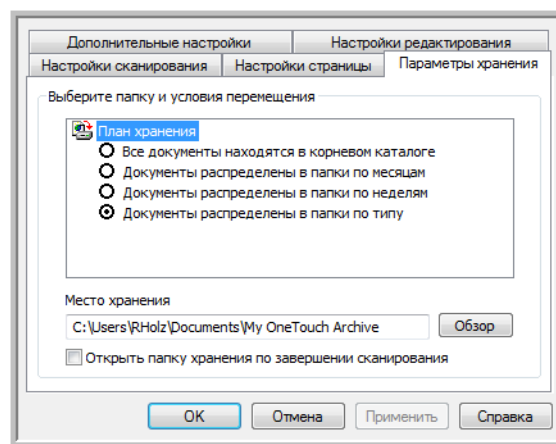 Дополнительные настройки Настройки редактирования
Настройки сканирования Настройки страницы Параметры хранения
Выберите папку и условия перемещения
План хранения
Все документы находятся в корневом каталоге
Документы распределены в папки по месяцам
Документы распределены в папки по неделям
Документы распределены в папки по типу
Место хранения
C:\Users\RHolz\Documents\My OneTouch Archive Обзор
Открыть папку хранения по завершении сканирования
OK Отмена Применить Справка